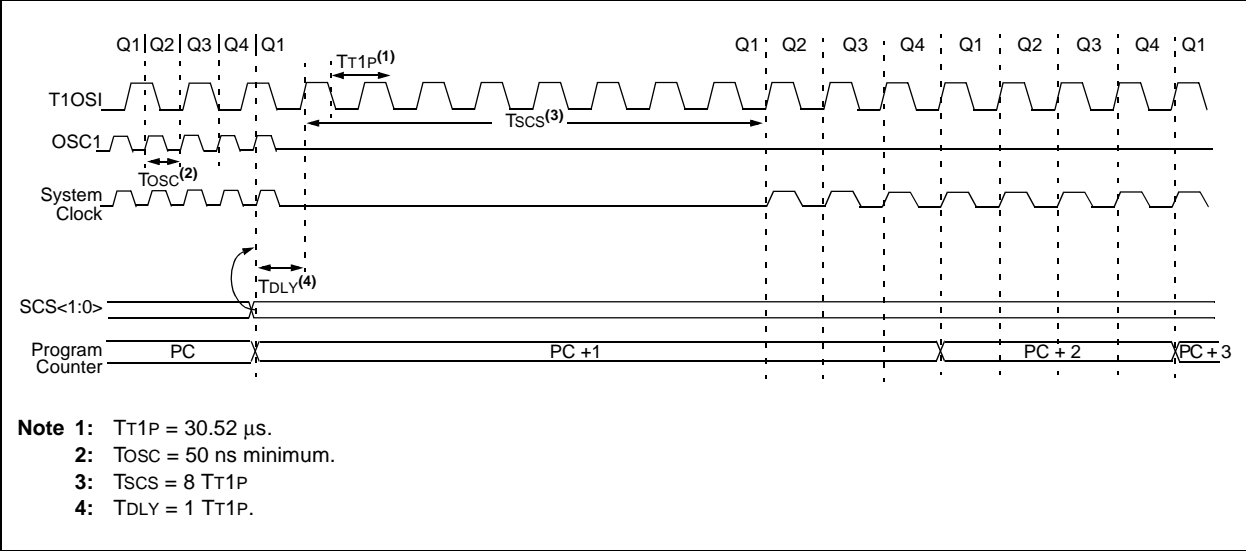 Q1 Q2 Q3 Q4 Q1 Q1 Q2 Q3 Q4 Q1 Q2 Q3 Q4 Q1
TT1P(1)
T1OSI
TSCS(3)
OSC1
TOSC(2)
System
Clock
TDLY(4)
SCS<1:0>
Program
Counter
PC PC +1 PC + 2 PC + 3
Note 1: TT1P = 30.52 μs.
2: TOSC = 50 ns minimum.
3: TSCS = 8 TT1P
4: TDLY = 1 TT1P.